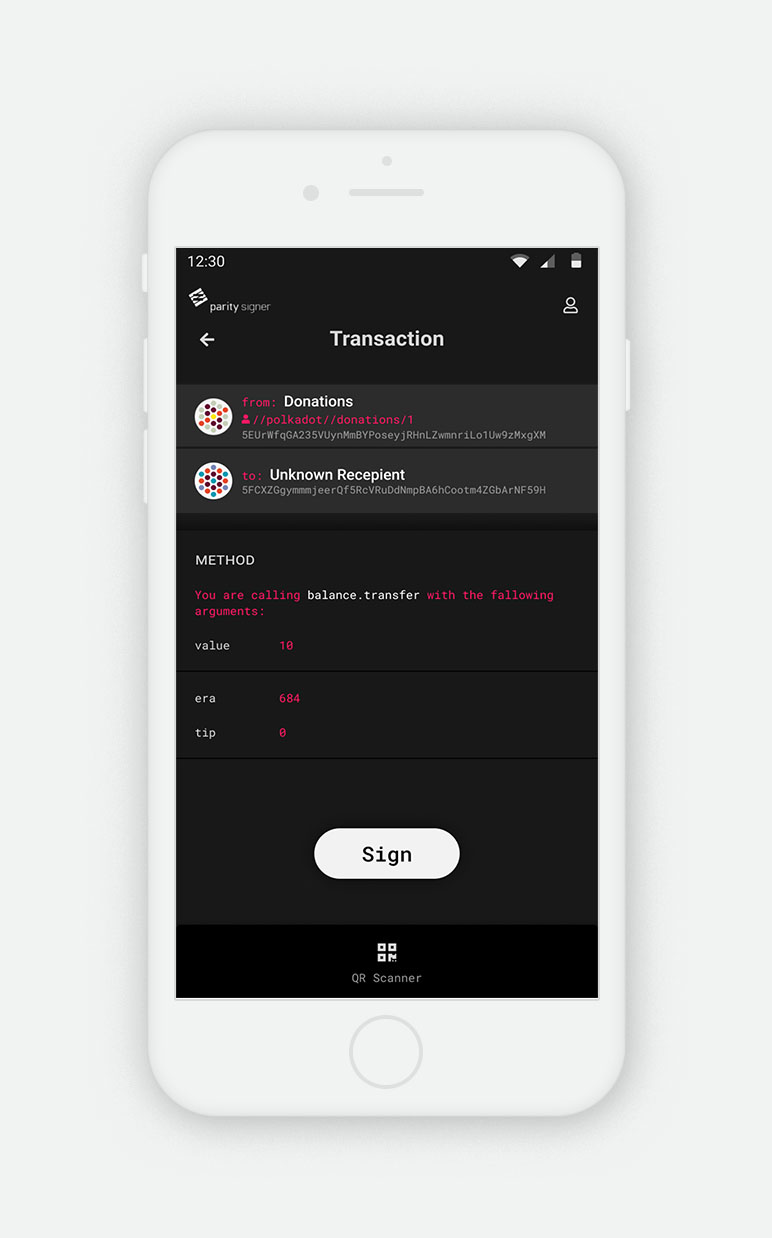 12:30
parity signer
Transaction
from: Donations
//polkadot//donations/1
5EUrWfqGA235VUynMmBYPoseyjRHnLZwmnriLo1Uw9zMxgXM
to: Unknown Recepient
5FCXZGgymmmjeerQf5RcVRuDdNmpBA6hCootm4ZGbArNF59H
METHOD
You are calling balance.transfer with the fallowing
arguments:
value 10
era 684
tip 0
Sign
QR Scanner